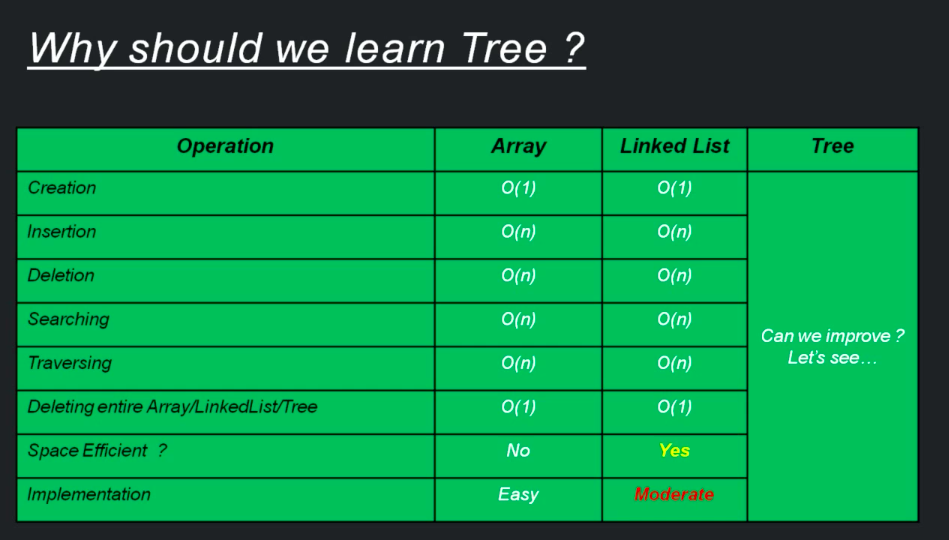 Why should we learn Tree ?
Operation Array Linked List Tree
Creation O(1) O(1)
Insertion O(n) O(n)
Deletion O(n) O(n)
Searching O(n) O(n)
Traversing O(n) O(n)
Deleting entire Array/LinkedList/Tree O(1) O(1)
Space Efficient ? No Yes
Implementation Easy Moderate
Can we improve ?
Let's see...